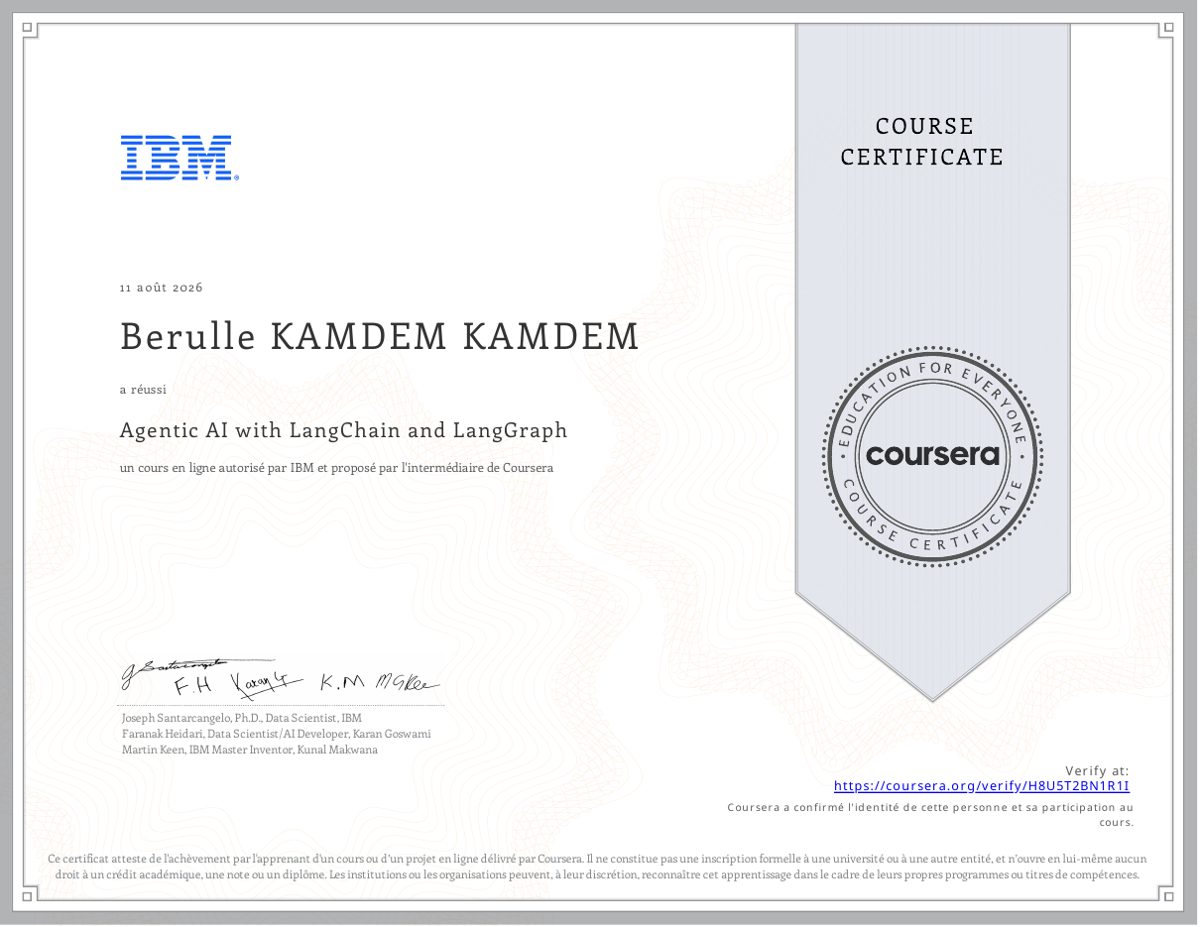 IBM®
COURSE
CERTIFICATE
11 août 2026
Berulle KAMDEM KAMDEM
a réussi
Agentic AI with LangChain and LangGraph
un cours en ligne autorisé par IBM et proposé par l'intermédiaire de Coursera
EDUCATION FOR EVERYONE
coursera
COURSE CERTIFICATE
F.H Karan G K.M McKee
Joseph Santarcangelo, Ph.D., Data Scientist, IBM
Faranak Heidari, Data Scientist/AI Developer, Karan Goswami
Martin Keen, IBM Master Inventor, Kunal Makwana
Verify at:
https://coursera.org/verify/H8U5T2BN1R1I
Coursera a confirmé l'identité de cette personne et sa participation au
cours.
Ce certificat atteste de l'achèvement par l'apprenant d'un cours ou d'un projet en ligne délivré par Coursera. Il ne constitue pas une inscription formelle à une université ou à une autre entité, et n'ouvre en lui-même aucun
droit à un crédit académique, une note ou un diplôme. Les institutions ou les organisations peuvent, à leur discrétion, reconnaître cet apprentissage dans le cadre de leurs propres programmes ou titres de compétences.